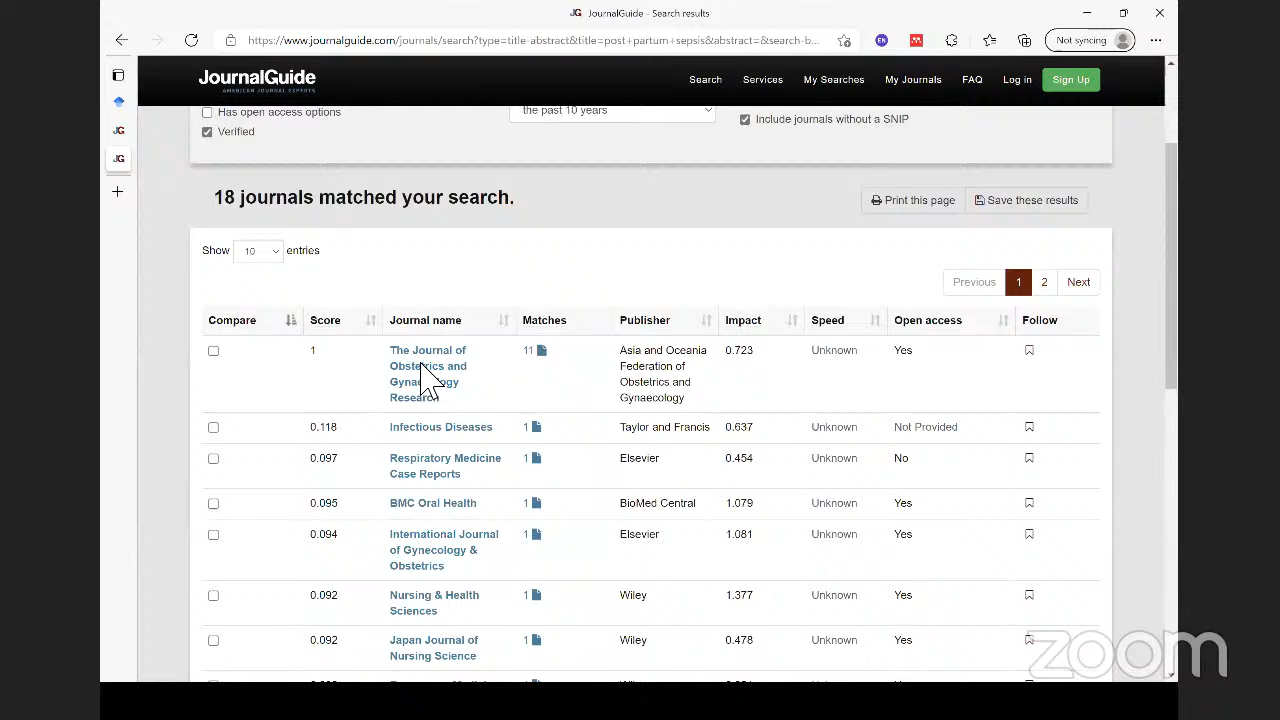 JG JournalGuide - Search results
https://www.journalguide.com/journals/search?type=title-abstract&title=post+partum+sepsis&abstract=&search-b...
EN
Not syncing
JournalGuide
AMERICAN JOURNAL EXPERTS
Search Services My Searches My Journals FAQ Log in Sign Up
JG
JG
Has open access options
the past 10 years
Include journals without a SNIP
Verified
18 journals matched your search.
Print this page
Save these results
Show 10 entries
Previous 1 2 Next
Compare Score Journal name Matches Publisher Impact Speed Open access Follow
1 The Journal of Obstetrics and Gynaecology Research 11 Asia and Oceania Federation of Obstetrics and Gynaecology 0.723 Unknown Yes
0.118 Infectious Diseases 1 Taylor and Francis 0.637 Unknown Not Provided
0.097 Respiratory Medicine Case Reports 1 Elsevier 0.454 Unknown No
0.095 BMC Oral Health 1 BioMed Central 1.079 Unknown Yes
0.094 International Journal of Gynecology & Obstetrics 1 Elsevier 1.081 Unknown Yes
0.092 Nursing & Health Sciences 1 Wiley 1.377 Unknown Yes
0.092 Japan Journal of Nursing Science 1 Wiley 0.478 Unknown Yes
zoom